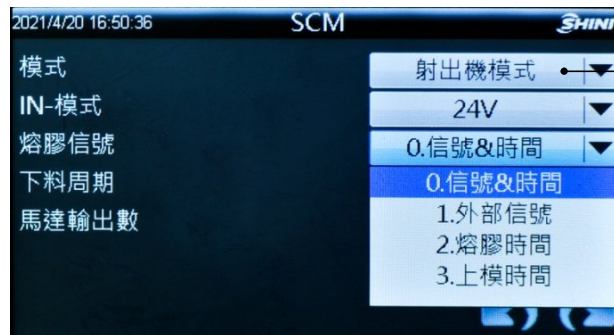 2021/4/20 16:50:36 SCM SHINI
模式 射出機模式
IN-模式 24V
熔膠信號 0.信號&時間
下料周期 0.信號&時間
1.外部信號
馬達輸出數
2.熔膠時間
3.上模時間